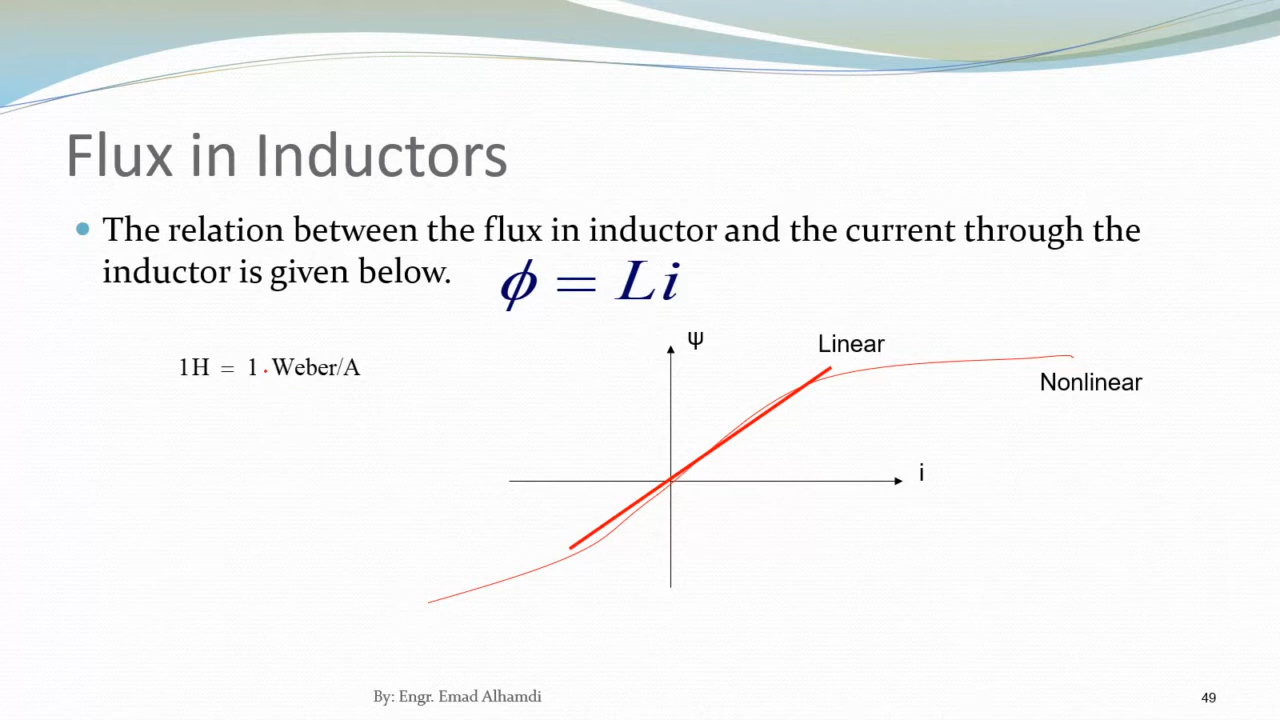 Flux in Inductors
• The relation between the flux in inductor and the current through the
inductor is given below.
ϕ = Li
1H = 1·Weber/A
ψ
Linear
Nonlinear
i
By: Engr. Emad Alhamdi
49